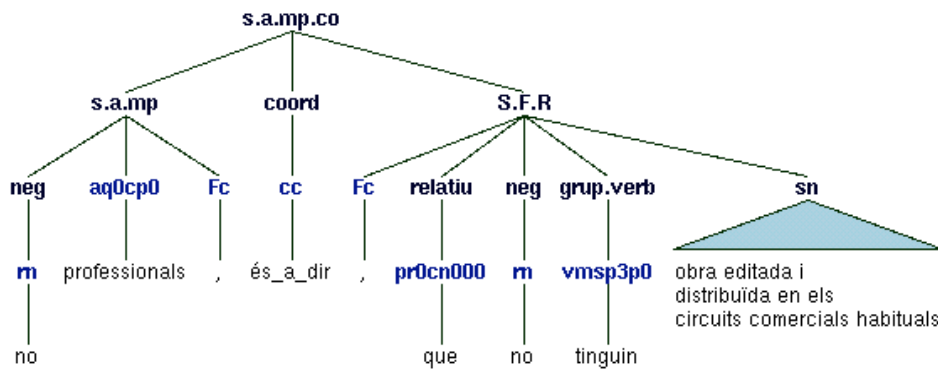 s.a.mp.co
s.a.mp coord S.F.R
neg aq0cp0 Fc cc Fc relatiu neg grup.verb sn
rn professionals , és_a_dir , pr0cn000 rn vmsp3p0 obra editada i
distribuïda en els
circuits comercials habituals
no que no tinguin